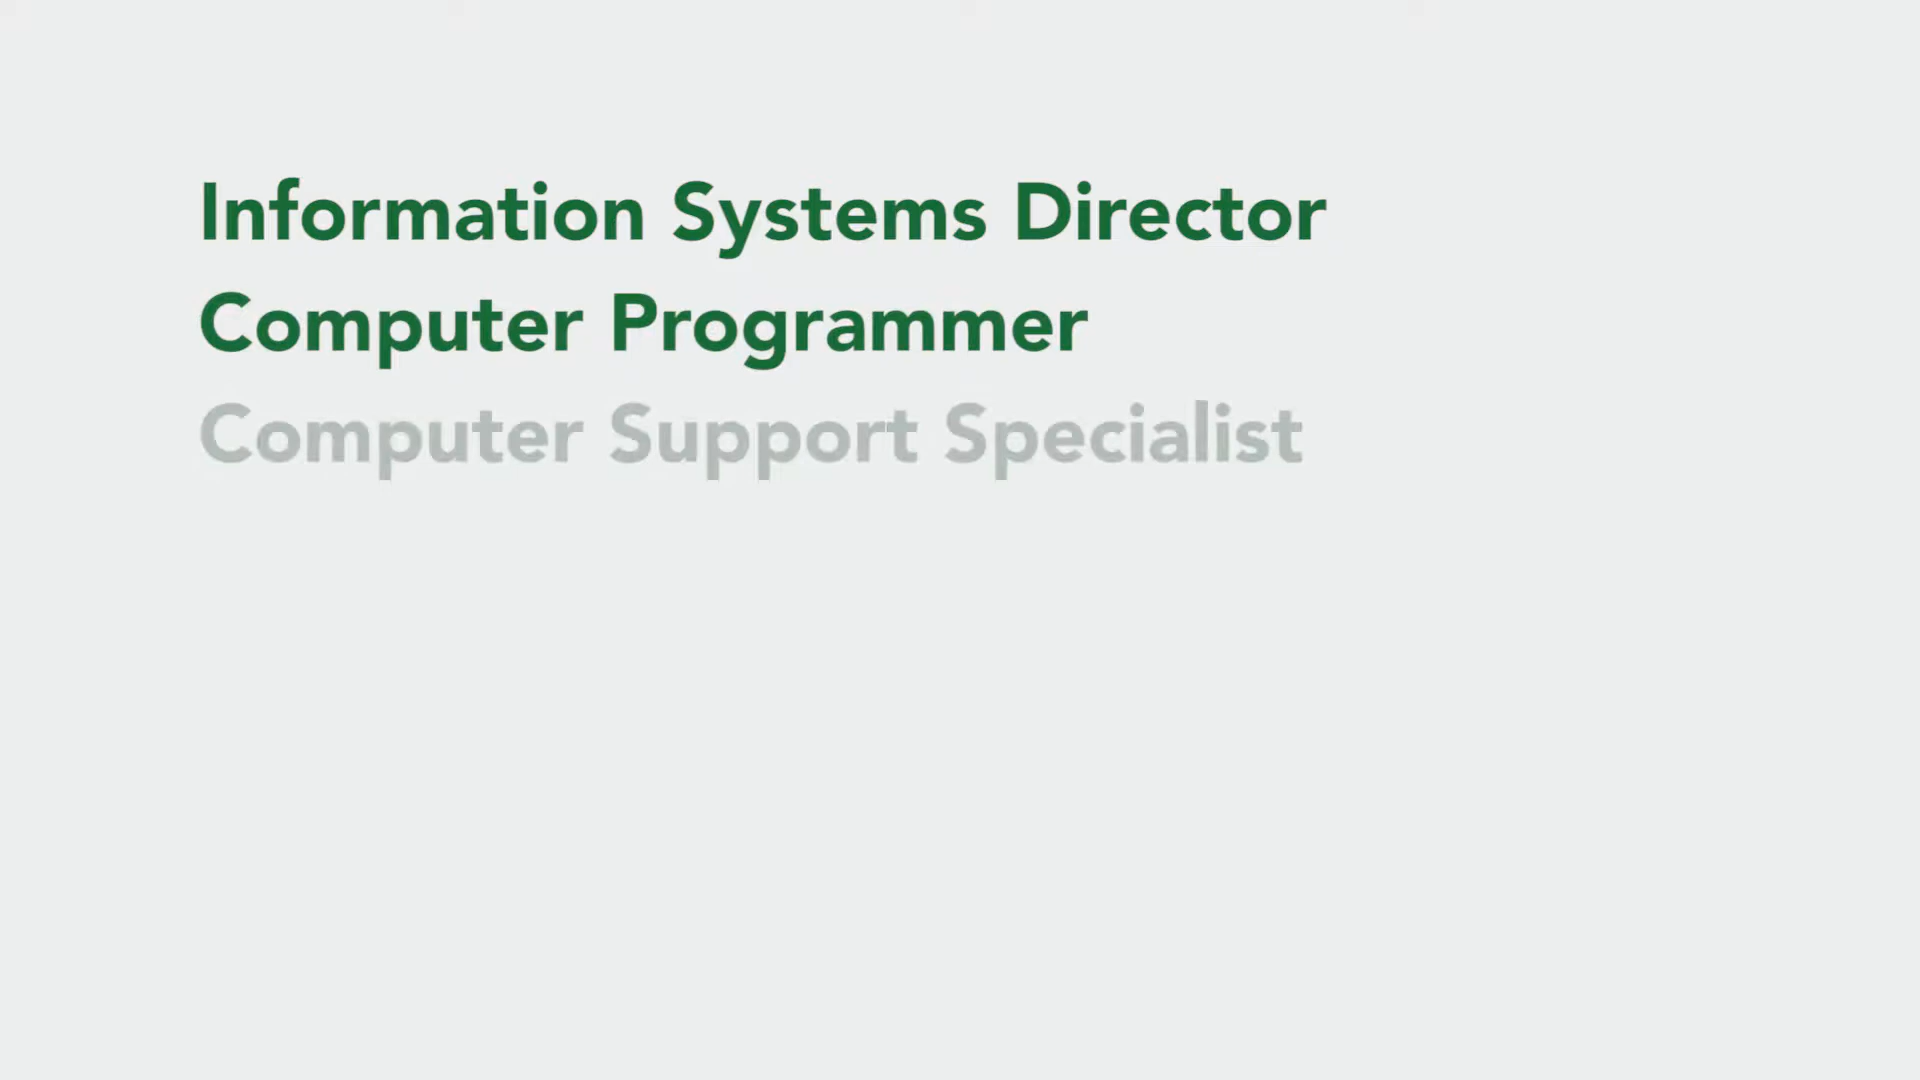 Information Systems Director
Computer Programmer
Computer Support Specialist